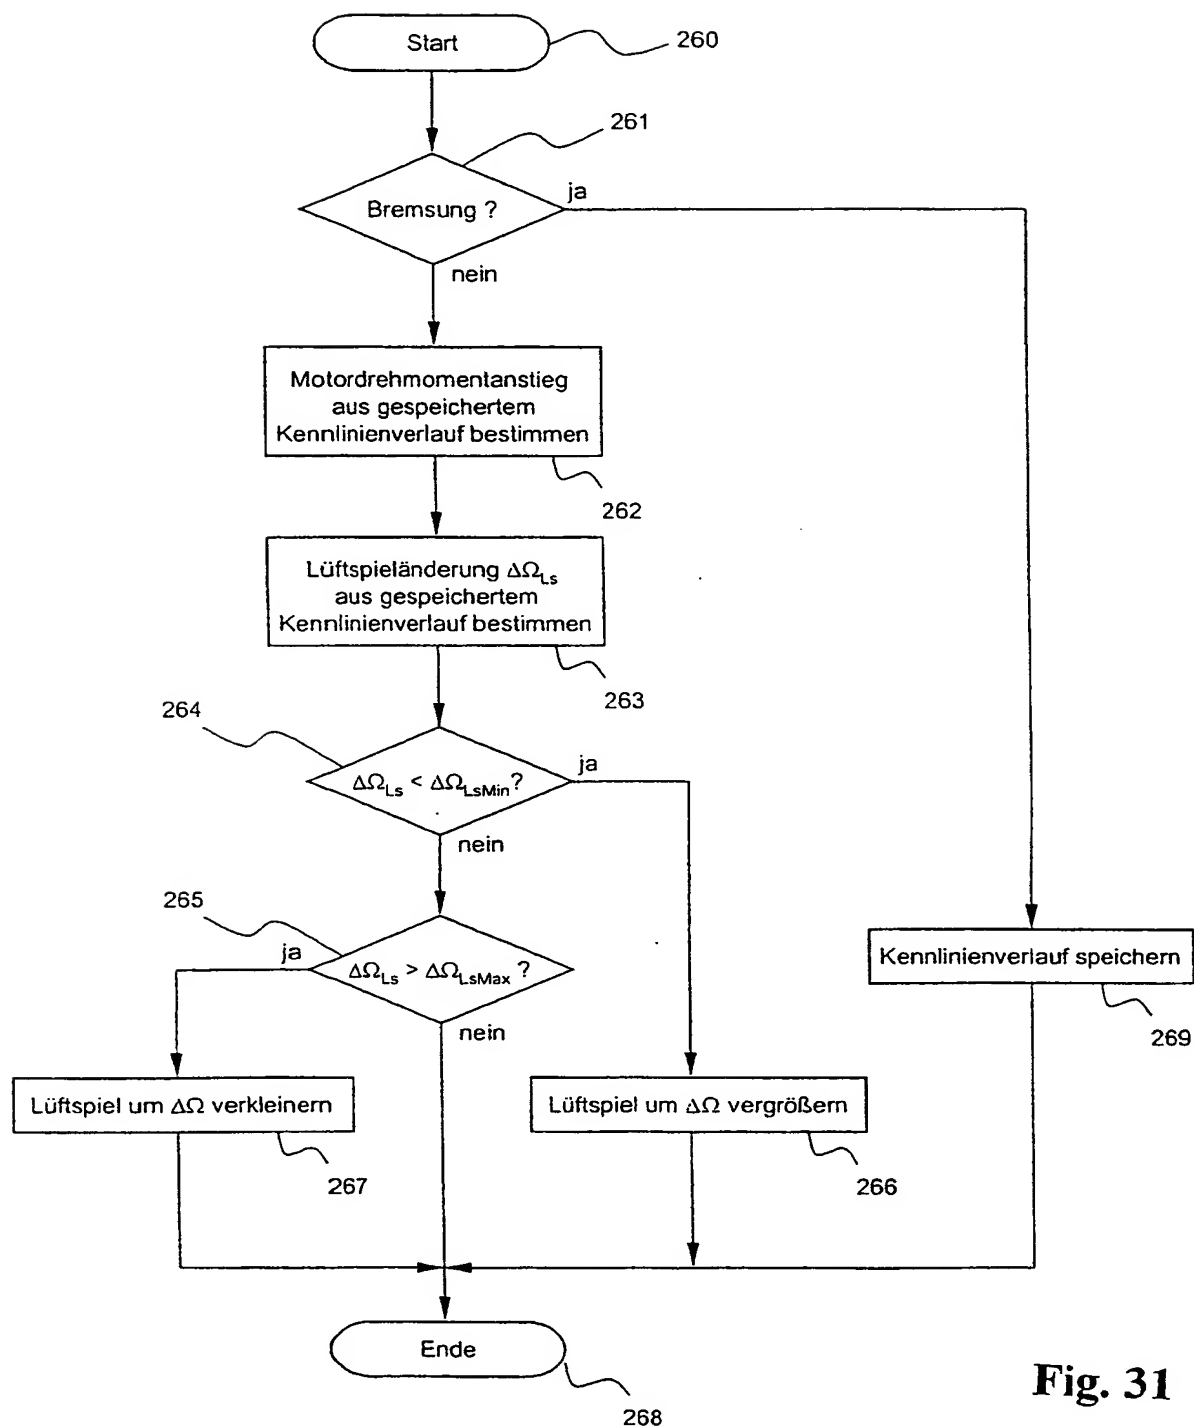 Start
260
261
Bremsung ?
ja
nein
Motordrehmomentanstieg
aus gespeichertem
Kennlinienverlauf bestimmen
262
Lüftspieländerung ΔΩLs
aus gespeichertem
Kennlinienverlauf bestimmen
263
264
ΔΩLs < ΔΩLsMin?
ja
nein
265
ja
ΔΩLs > ΔΩLsMax ?
nein
Kennlinienverlauf speichern
269
Lüftspiel um ΔΩ verkleinern
267
Lüftspiel um ΔΩ vergrößern
266
Ende
268
Fig. 31